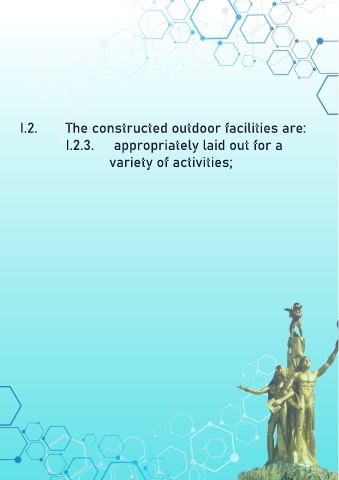 I.2. The constructed outdoor facilities are:
I.2.3. appropriately laid out for a
variety of activities;